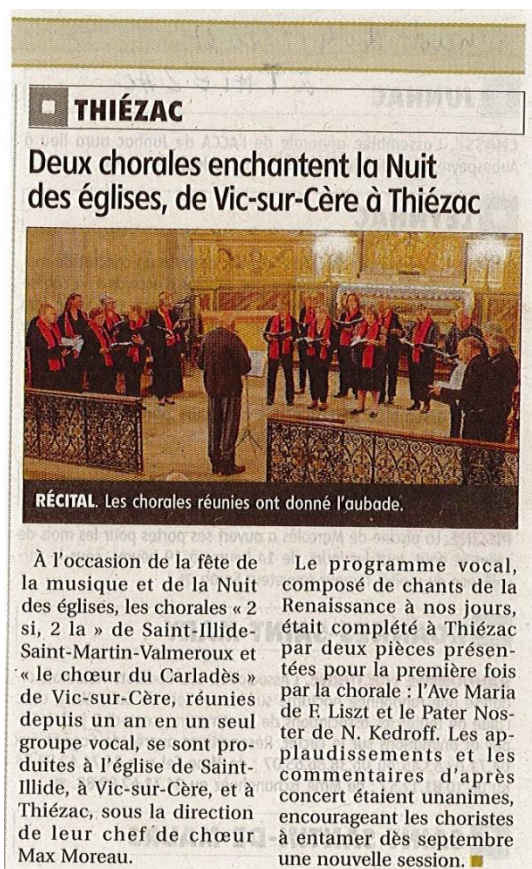 THIÉZAC
Deux chorales enchantent la Nuit
des églises, de Vic-sur-Cère à Thiézac
RÉCITAL. Les chorales réunies ont donné l'aubade.
À l'occasion de la fête de
la musique et de la Nuit
des églises, les chorales « 2
si, 2 la » de Saint-Illide-
Saint-Martin-Valmeroux et
« le chœur du Carladès »
de Vic-sur-Cère, réunies
depuis un an en un seul
groupe vocal, se sont pro-
duites à l'église de Saint-
Illide, à Vic-sur-Cère, et à
Thiézac, sous la direction
de leur chef de chœur
Max Moreau.
Le programme vocal,
composé de chants de la
Renaissance à nos jours,
était complété à Thiézac
par deux pièces présen-
tées pour la première fois
par la chorale : l'Ave Maria
de F. Liszt et le Pater Nos-
ter de N. Kedroff. Les ap-
plaudissements et les
commentaires d'après
concert étaient unanimes,
encourageant les choristes
à entamer dès septembre
une nouvelle session.